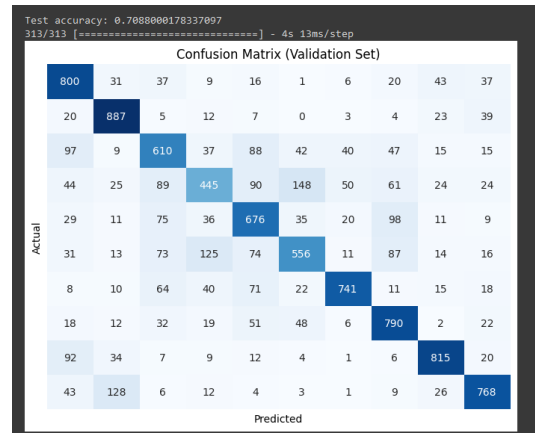 Test accuracy: 0.7088000178337097
313/313 [==============================] - 4s 13ms/step
Confusion Matrix (Validation Set)
800 31 37 9 16 1 6 20 43 37
20 887 5 12 7 0 3 4 23 39
97 9 610 37 88 42 40 47 15 15
44 25 89 445 90 148 50 61 24 24
29 11 75 36 676 35 20 98 11 9
31 13 73 125 74 556 11 87 14 16
8 10 64 40 71 22 741 11 15 18
18 12 32 19 51 48 6 790 2 22
92 34 7 9 12 4 1 6 815 20
43 128 6 12 4 3 1 9 26 768
Actual
Predicted